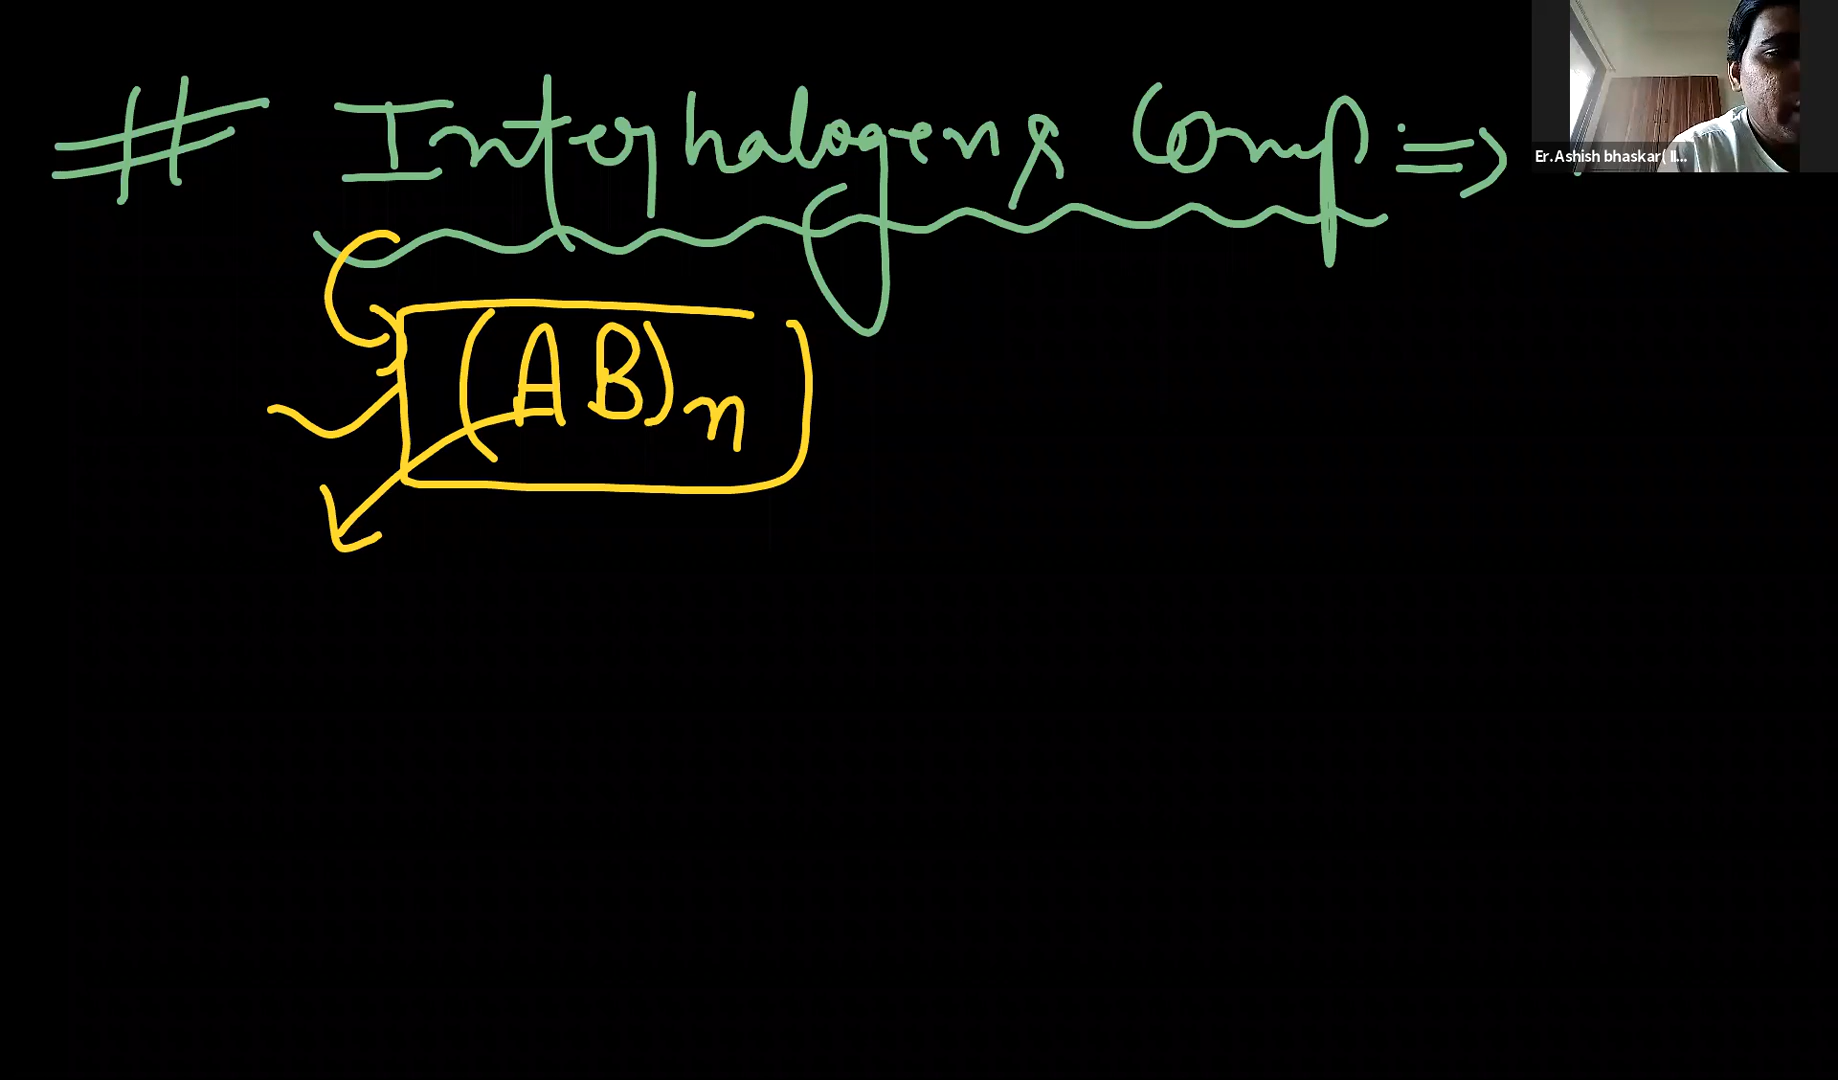 # Interhalogens Comp ⇒
Er.Ashish bhaskar( II...
(AB)n